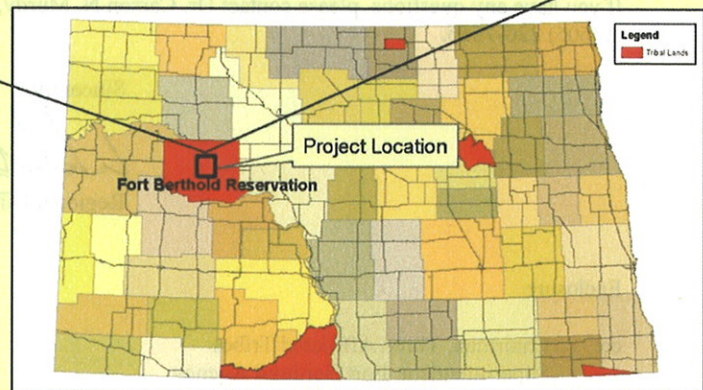 Legend
Tribal Lands
Project Location
Fort Berthold Reservation